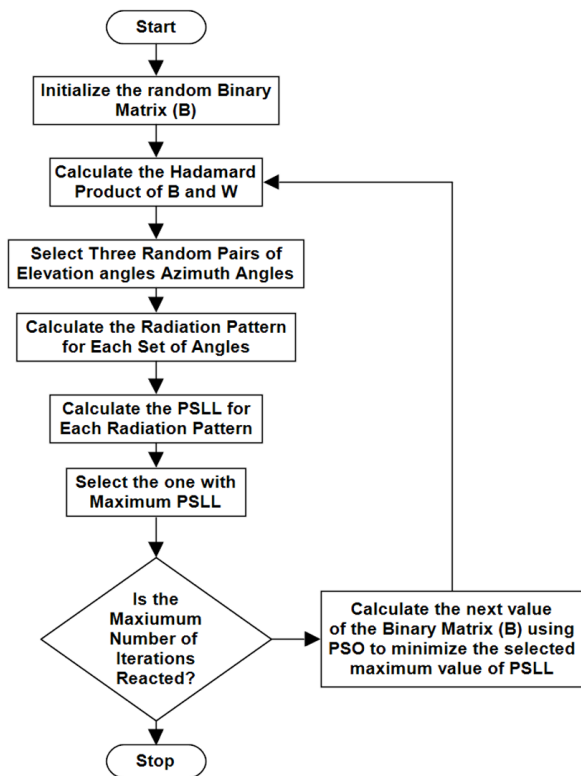 Start
Initialize the random Binary
Matrix (B)
Calculate the Hadamard
Product of B and W
Select Three Random Pairs of
Elevation angles Azimuth Angles
Calculate the Radiation Pattern
for Each Set of Angles
Calculate the PSLL for
Each Radiation Pattern
Select the one with
Maximum PSLL
Is the
Maxiumum
Number of
Iterations
Reacted?
Calculate the next value
of the Binary Matrix (B) using
PSO to minimize the selected
maximum value of PSLL
Stop